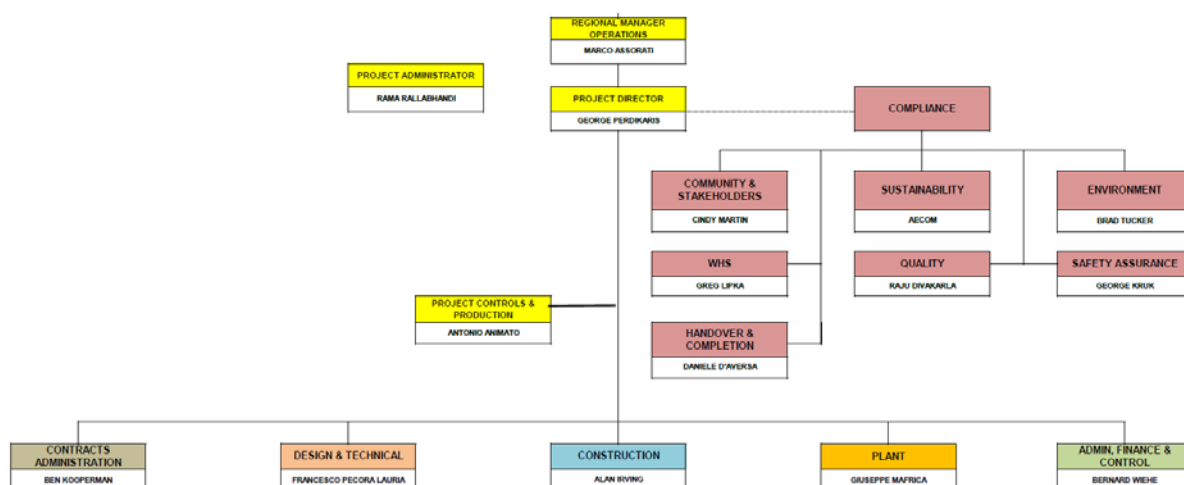 REGIONAL MANAGER
OPERATIONS
MARCO ASSORATI
PROJECT ADMINISTRATOR
RAMA RALLABHANDI
PROJECT DIRECTOR
GEORGE PERDIKARIS
COMPLIANCE
COMMUNITY &
STAKEHOLDERS
CINDY MARTIN
SUSTAINABILITY
AECOM
ENVIRONMENT
BRAD TUCKER
WHS
GREG LIPKA
QUALITY
RAJU DIVAKARLA
SAFETY ASSURANCE
GEORGE KRUK
PROJECT CONTROLS &
PRODUCTION
ANTONIO ANIMATO
HANDOVER &
COMPLETION
DANIELE D'AVERSA
CONTRACTS
ADMINISTRATION
BEN KOOPERMAN
DESIGN & TECHNICAL
FRANCESCO PECORA LAURIA
CONSTRUCTION
ALAN IRVING
PLANT
GIUSEPPE MAFRICA
ADMIN, FINANCE &
CONTROL
BERNARD WIEHE